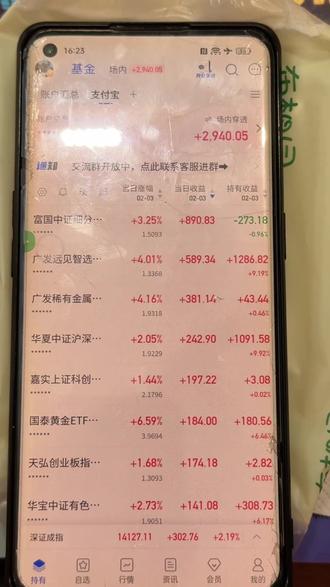 16:23
基金 场内 +2,940.05
账户汇总 支付宝 +
场内穿透
+2,940.05
通知 交流群开放中，点此联系客服进群➡
当日涨幅 当日收益 持有收益
02-03 02-03 02-03
富国中证细分… +3.25% +890.83 -273.18
****** 1.5093 -0.96%
广发远见智选… +4.01% +589.34 +1286.82
****** 1.3368 +9.19%
广发稀有金属… +4.16% +381.14 +43.44
****** 1.9318 +0.46%
华夏中证沪深… +2.05% +242.90 +1091.58
****** 1.9229 +9.92%
嘉实上证科创… +1.44% +197.22 +3.08
****** 2.1796 +0.02%
国泰黄金ETF… +6.59% +184.00 +180.56
****** 3.9694 +6.46%
天弘创业板指… +1.68% +174.18 +2.82
****** 1.3093 +0.03%
华宝中证有色… +2.73% +141.08 +308.73
****** 1.9051 +6.17%
深证成指 14127.11 +302.76 +2.19%
持有 自选 行情 资讯 会员 我的